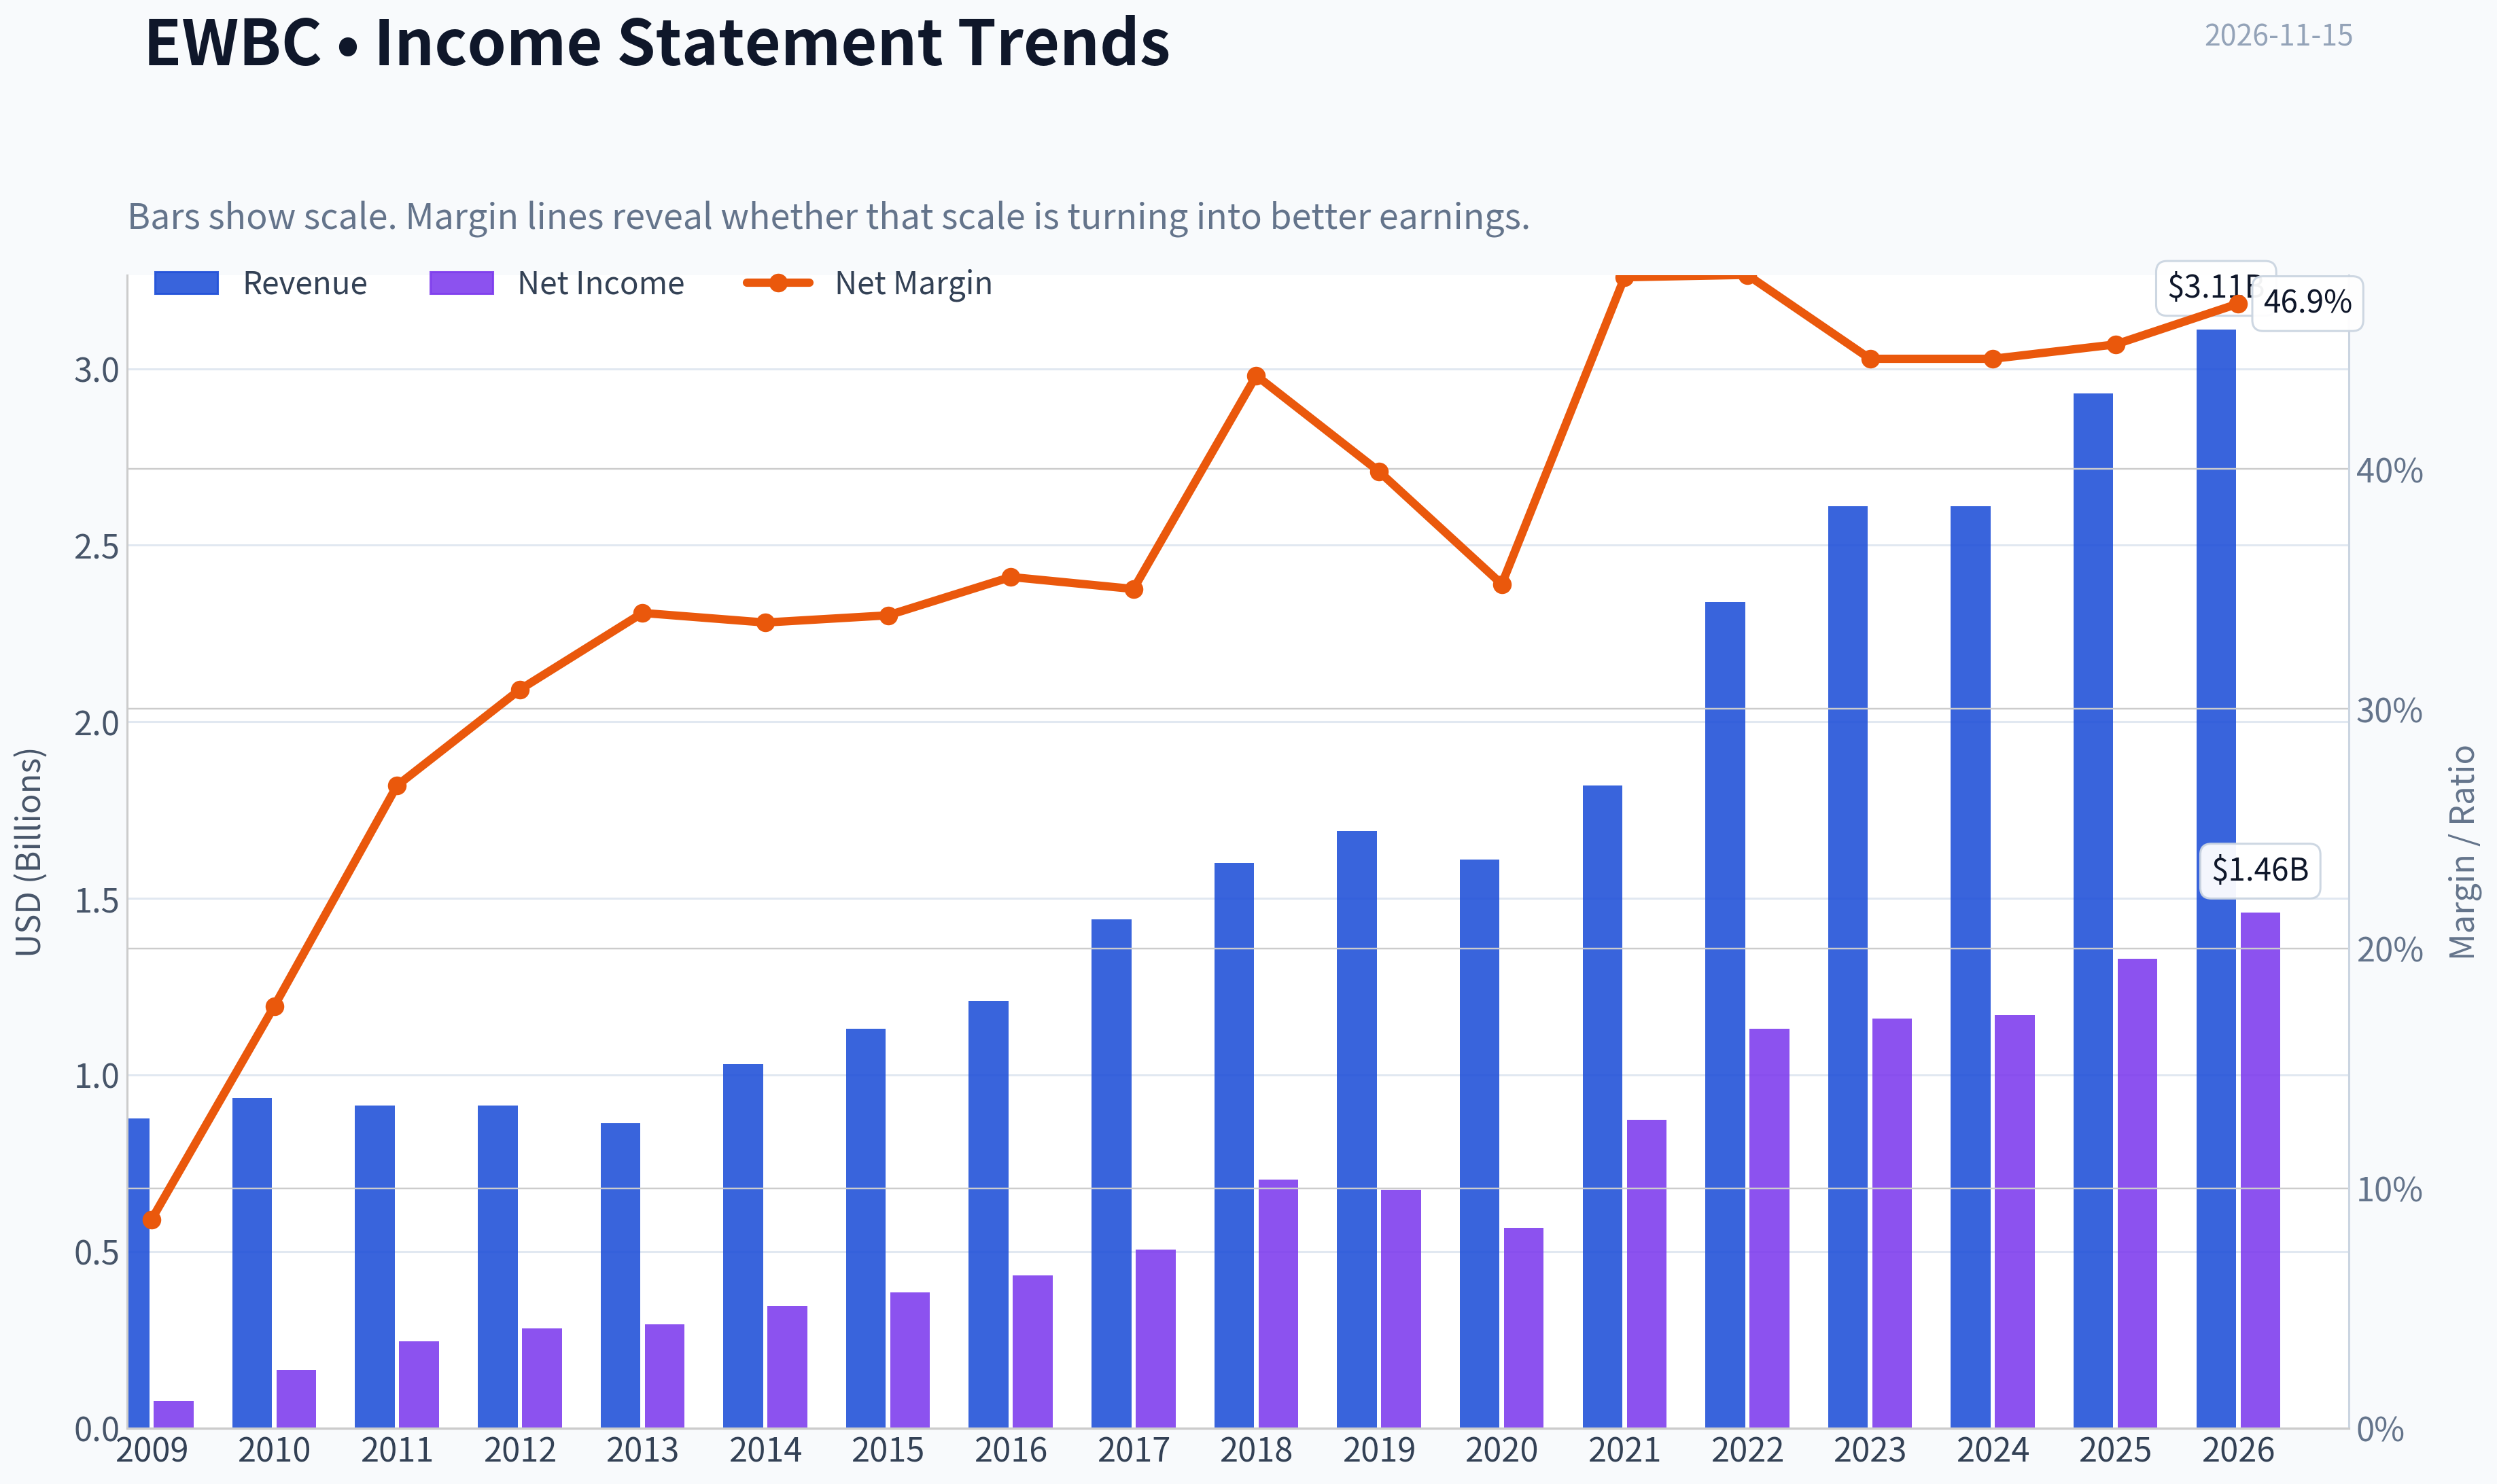 EWBC • Income Statement Trends
2026-11-15
Bars show scale. Margin lines reveal whether that scale is turning into better earnings.
Revenue
Net Income
Net Margin
$3.11B
46.9%
$1.46B
3.0
2.5
2.0
1.5
1.0
0.5
0.0
USD (Billions)
40%
30%
20%
10%
0%
Margin / Ratio
2009 2010 2011 2012 2013 2014 2015 2016 2017 2018 2019 2020 2021 2022 2023 2024 2025 2026